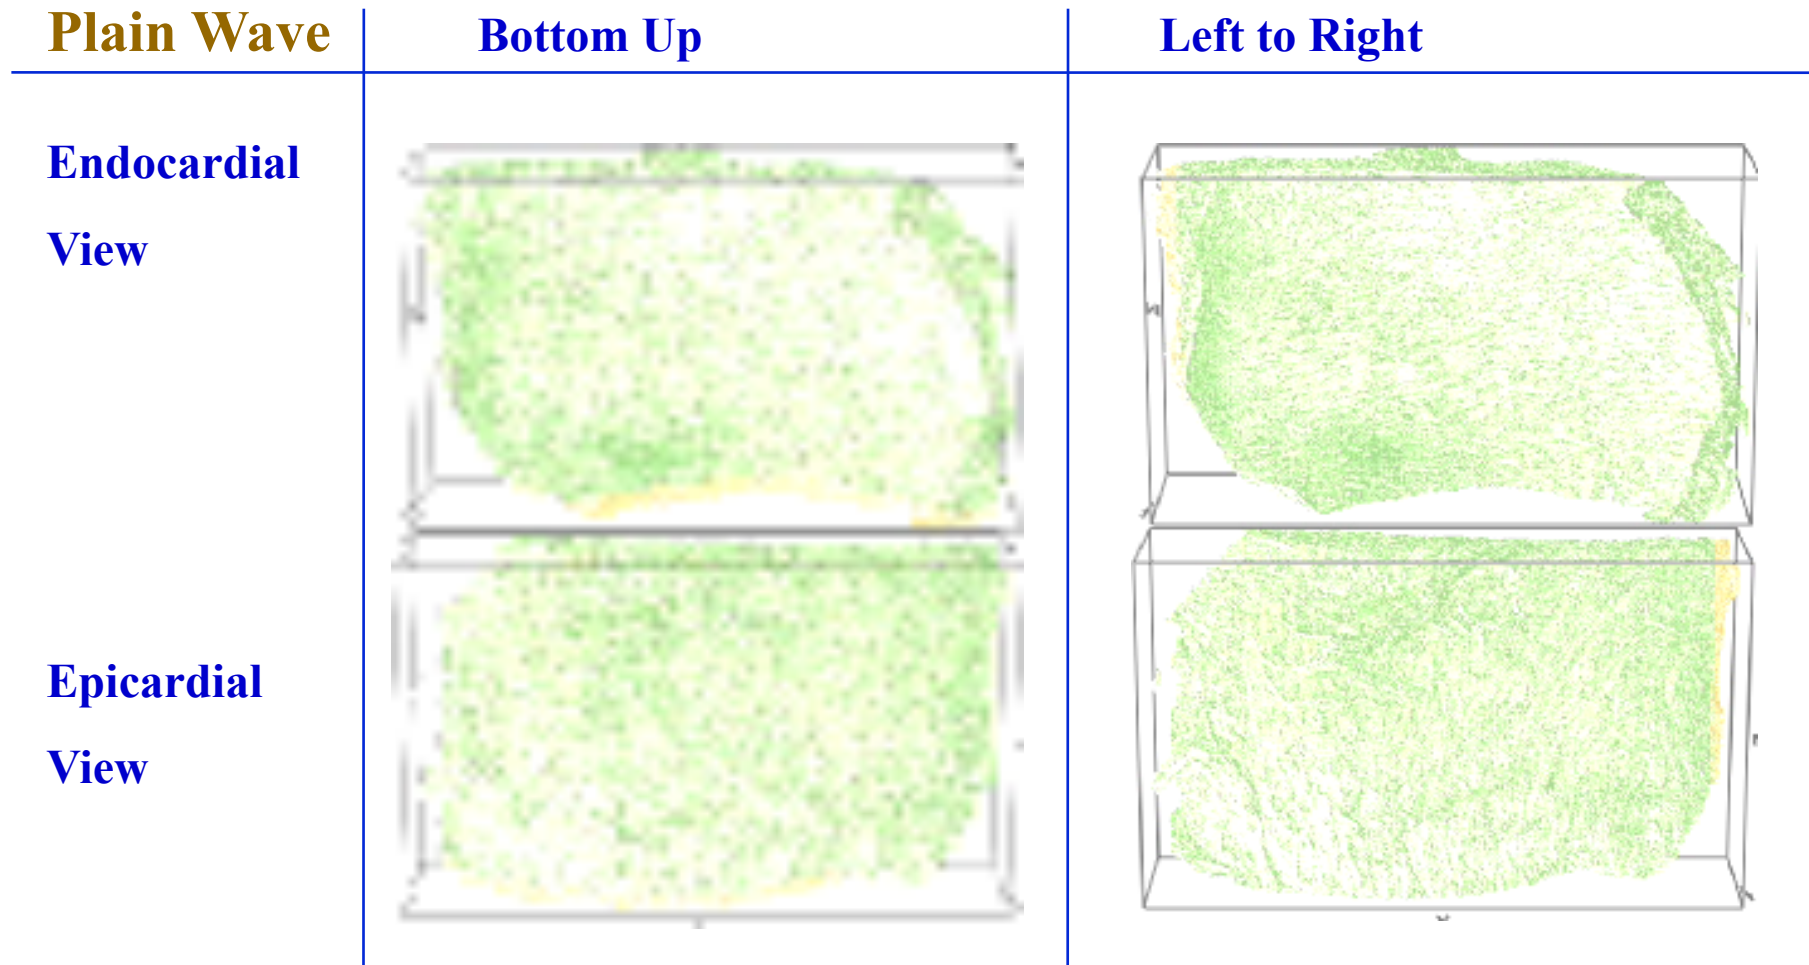 Plain Wave
Bottom Up
Left to Right
Endocardial
View
Epicardial
View